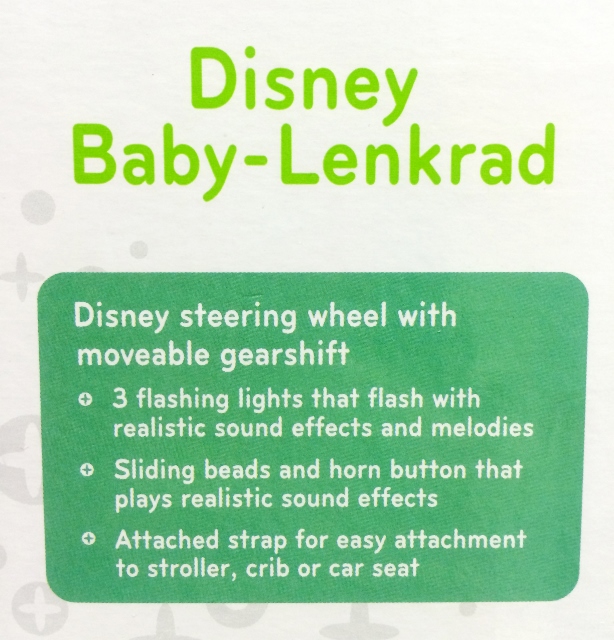 Disney
Baby-Lenkrad
Disney steering wheel with
moveable gearshift
3 flashing lights that flash with
realistic sound effects and melodies
Sliding beads and horn button that
plays realistic sound effects
Attached strap for easy attachment
to stroller, crib or car seat